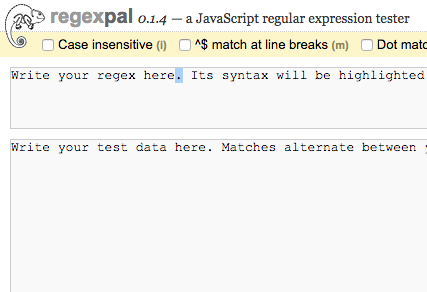 regexpal 0.1.4 — a JavaScript regular expression tester
Case insensitive (i) ^$ match at line breaks (m) Dot matc
Write your regex here. Its syntax will be highlighted
Write your test data here. Matches alternate between